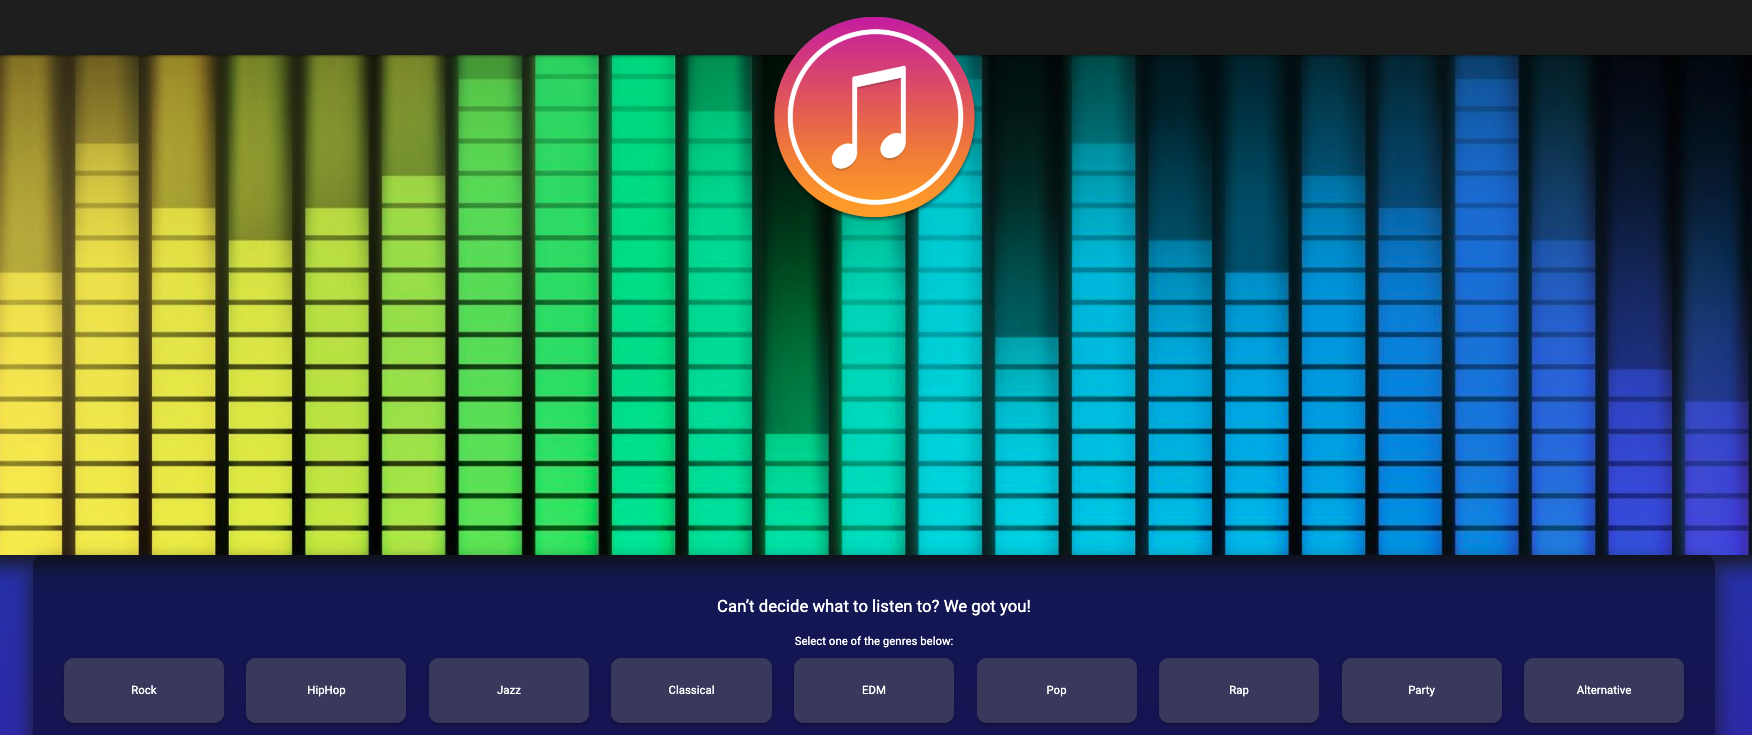 Can't decide what to listen to? We got you!
Select one of the genres below:
Rock
HipHop
Jazz
Classical
EDM
Pop
Rap
Party
Alternative